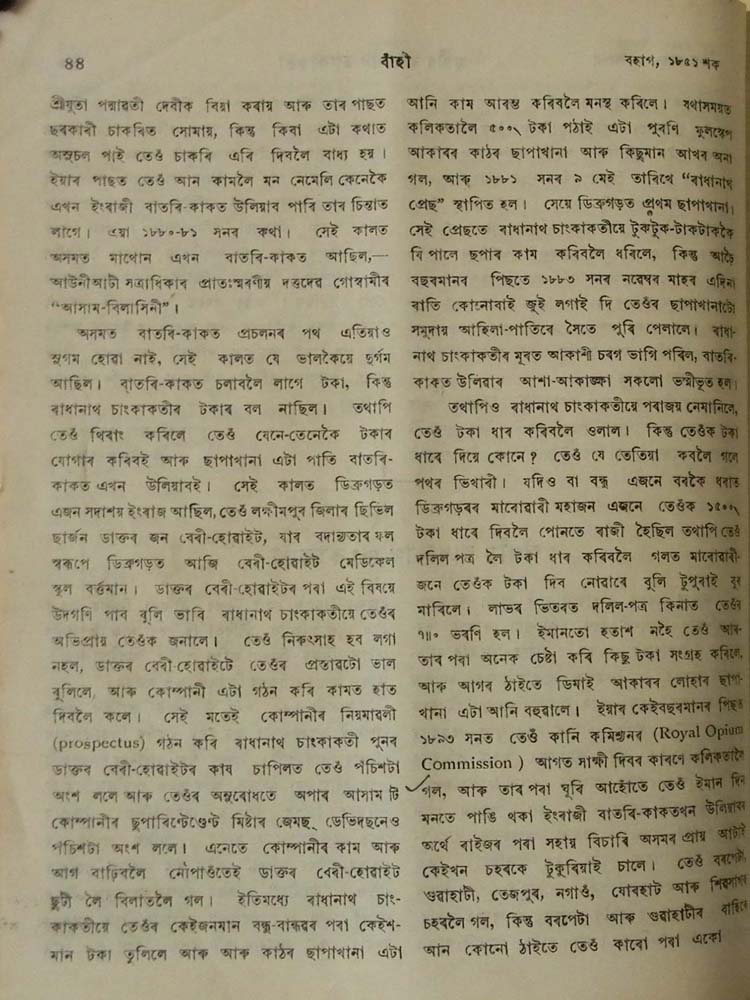 ৪৪
বাঁহী
বহাগ, ১৮৫১ শক
শ্ৰীযুতা পদ্মাৱতী দেবীক বিয়া কৰায় আৰু তাৰ পাছত
ছৰকাৰী চাকৰিত সোমায়, কিন্তু কিবা এটা কথাত
অসুচল পাই তেওঁ চাকৰি এৰি দিবলৈ বাধ্য হয়।
ইয়াৰ পাছত তেওঁ আন কামলৈ মন নেমেলি কেনেকৈ
এখন ইংৰাজী বাতৰি-কাকত উলিয়াব পাৰি তাৰ চিন্তাত
লাগে। এয়া ১৮৮০-৮১ সনৰ কথা। সেই কালত
অসমত মাথোন এখন বাতৰি-কাকত আছিল,—
আউনীআটী সত্ৰাধিকাৰ প্ৰাতঃস্মৰণীয় দত্তদেৱ গোস্বামীৰ
“আসাম-বিলাসিনী”।
অসমত বাতৰি-কাকত প্ৰচলনৰ পথ এতিয়াও
সুগম হোৱা নাই, সেই কালত যে ভালকৈয়ে দুৰ্গম
আছিল। বাতৰি-কাকত চলাবলৈ লাগে টকা, কিন্তু
ৰাধানাথ চাংকাকতীৰ টকাৰ বল নাছিল। তথাপি
তেওঁ থিৰাং কৰিলে তেওঁ যেনে-তেনেকৈ টকাৰ
যোগাৰ কৰিবই আৰু ছাপাখানা এটা পাতি বাতৰি-
কাকত এখন উলিয়াবই। সেই কালত ডিব্ৰুগড়ত
এজন সদাশয় ইংৰাজ আছিল, তেওঁ লক্ষীমপুৰ জিলাৰ ছিভিল
ছাৰ্জন ডাক্তৰ জন বেৰী-হোৱাইট, যাৰ বদান্যতাৰ ফল
স্বৰূপে ডিব্ৰুগড়ত আজি বেৰী-হোৱাইট মেডিকেল
স্কুল বৰ্ত্তমান। ডাক্তৰ বেৰী-হোৱাইটৰ পৰা এই বিষয়ে
উদগণি পাব বুলি ভাবি ৰাধানাথ চাংকাকতীয়ে তেওঁৰ
অভিপ্ৰায় তেওঁক জনালে। তেওঁ নিৰুৎসাহ হব লগা
নহল, ডাক্তৰ বেৰী-হোৱাইটে তেওঁৰ প্ৰস্তাৱটো ভাল
বুলিলে, আৰু কোম্পানী এটা গঠন কৰি কামত হাত
দিবলৈ কলে। সেই মতেই কোম্পানীৰ নিয়মাৱলী
(prospectus) গঠন কৰি ৰাধানাথ চাংকাকতী পুনৰ
ডাক্তৰ বেৰী-হোৱাইটৰ কাষ চাপিলত তেওঁ পঁচিশটা
অংশ ললে আৰু তেওঁৰ অনুৰোধতে অপাৰ আসাম টি
কোম্পানীৰ ছুপাৰিণ্টেণ্ডেণ্ট মিষ্টাৰ জেমছ্ ডেভিদছনেও
পঁচিশটা অংশ ললে। এনেতে কোম্পানীৰ কাম আৰু
আগ বাঢ়িবলৈ নৌপাওঁতেই ডাক্তৰ বেৰী-হোৱাইট
ছুটী লৈ বিলাতলৈ গল। ইতিমধ্যে ৰাধানাথ চাং-
কাকতীয়ে তেওঁৰ কেইজনমান বন্ধু-বান্ধৱৰ পৰা কেইশ-
মান টকা তুলিলে আৰু আৰু কাঠৰ ছাপাখানা এটা
আনি কাম আৰম্ভ কৰিবলৈ মনস্থ কৰিলে। যথাসময়ত
কলিকতালৈ ৫০০৲ টকা পঠাই এটা পুৰণি ফুলস্কেপ
আকাৰৰ কাঠৰ ছাপাখানা আৰু কিছুমান আখৰ অনা
গল, আৰু ১৮৮১ সনৰ ৯ মেই তাৰিখে “ৰাধানাথ
প্ৰেছ” স্থাপিত হল। সেয়ে ডিব্ৰুগড়ত প্ৰথম ছাপাখানা।
সেই প্ৰেছতে ৰাধানাথ চাংকাকতীয়ে টুকটুক-টাকটাককৈ
যি পালে ছপাৰ কাম কৰিবলৈ ধৰিলে, কিন্তু আঢ়ৈ
বছৰমানৰ পিছতে ১৮৮৩ সনৰ নৱেম্বৰ মাহৰ এদিনা
ৰাতি কোনোবাই জুই লগাই দি তেওঁৰ ছাপাখানাটো
সমুদায় আহিলা-পাতিৰে সৈতে পুৰি পেলালে। ৰাধা-
নাথ চাংকাকতীৰ মূৰত আকাশী চৰগ ভাগি পৰিল, বাতৰি-
কাকত উলিৱাৰ আশা-আকাঙ্ক্ষা সকলো ভস্মীভূত হল।
তথাপিও ৰাধানাথ চাংকাকতীয়ে পৰাজয় নেমানিলে,
তেওঁ টকা ধাৰ কৰিবলৈ ওলাল। কিন্তু তেওঁক টকা
ধাৰে দিয়ে কোনে? তেওঁ যে তেতিয়া কবলৈ গলে
পথৰ ভিখাৰী। যদিও বা বন্ধু এজনে বৰকৈ ধৰাত
ডিব্ৰুগড়ৰৰ মাৰোৱাৰী মহাজন এজনে তেওঁক ১৫০০৲
টকা ধাৰে দিবলৈ পোনতে ৰাজী হৈছিল তথাপি তেওঁ
দলিল পত্ৰ লৈ টকা ধাৰ কৰিবলৈ গলত মাৰোৱাৰী-
জনে তেওঁক টকা দিব নোৱাৰে বুলি টুপুৰাই বুৰ
মাৰিলে। লাভৰ ভিতৰত দলিল-পত্ৰ কিনাত তেওঁৰ
৭॥০ ভৰণি হল। ইমানতো হতাশ নহৈ তেওঁ আৰ-
তাৰ পৰা অনেক চেষ্টা কৰি কিছু টকা সংগ্ৰহ কৰিলে,
আৰু আগৰ ঠাইতে ডিমাই আকাৰৰ লোহাৰ ছাপা-
খানা এটা আনি বহুৱালে। ইয়াৰ কেইবছৰমানৰ পিছত
১৮৯৩ সনত তেওঁ কানি কমিশ্বনৰ (Royal Opium
Commission ) আগত সাক্ষী দিবৰ কাৰণে কলিকতালৈ
গল, আৰু তাৰ পৰা ঘূৰি আহোঁতে তেওঁ ইমান দিন
মনতে পাঙি থকা ইংৰাজী বাতৰি-কাকতখন উলিয়াবৰ
অৰ্থে ৰাইজৰ পৰা সহায় বিচাৰি অসমৰ প্ৰায় আটাই
কেইখন চহৰকে টুকুৰিয়াই চালে। তেওঁ বৰপেটা,
গুৱাহাটী, তেজপুৰ, নগাওঁ, যোৰহাট আৰু শিৱসাগৰ
চহৰলৈ গল, কিন্তু বৰপেটা আৰু গুৱাহাটীৰ বাহিৰে
আন কোনো ঠাইতে তেওঁ কাৰো পৰা একো